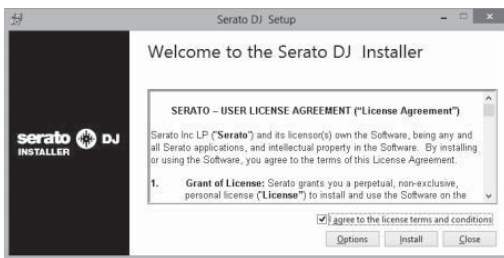 Serato DJ Setup
Welcome to the Serato DJ Installer
SERATO – USER LICENSE AGREEMENT ("License Agreement")
Serato Inc LP ("Serato") and its licensor(s) own the Software, being any and
all Serato applications, and intellectual property in the Software. By installing
or using the Software, you agree to the terms of this License Agreement.
1. Grant of License: Serato grants you a perpetual, non-exclusive,
personal license ("License") to install and use the Software on the
serato DJ
INSTALLER
I agree to the license terms and conditions
Options Install Close